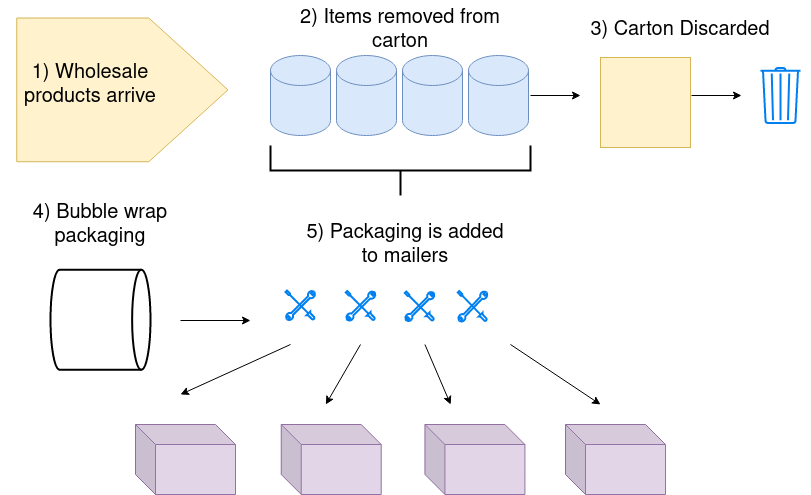 1) Wholesale
products arrive
2) Items removed from
carton
3) Carton Discarded
4) Bubble wrap
packaging
5) Packaging is added
to mailers